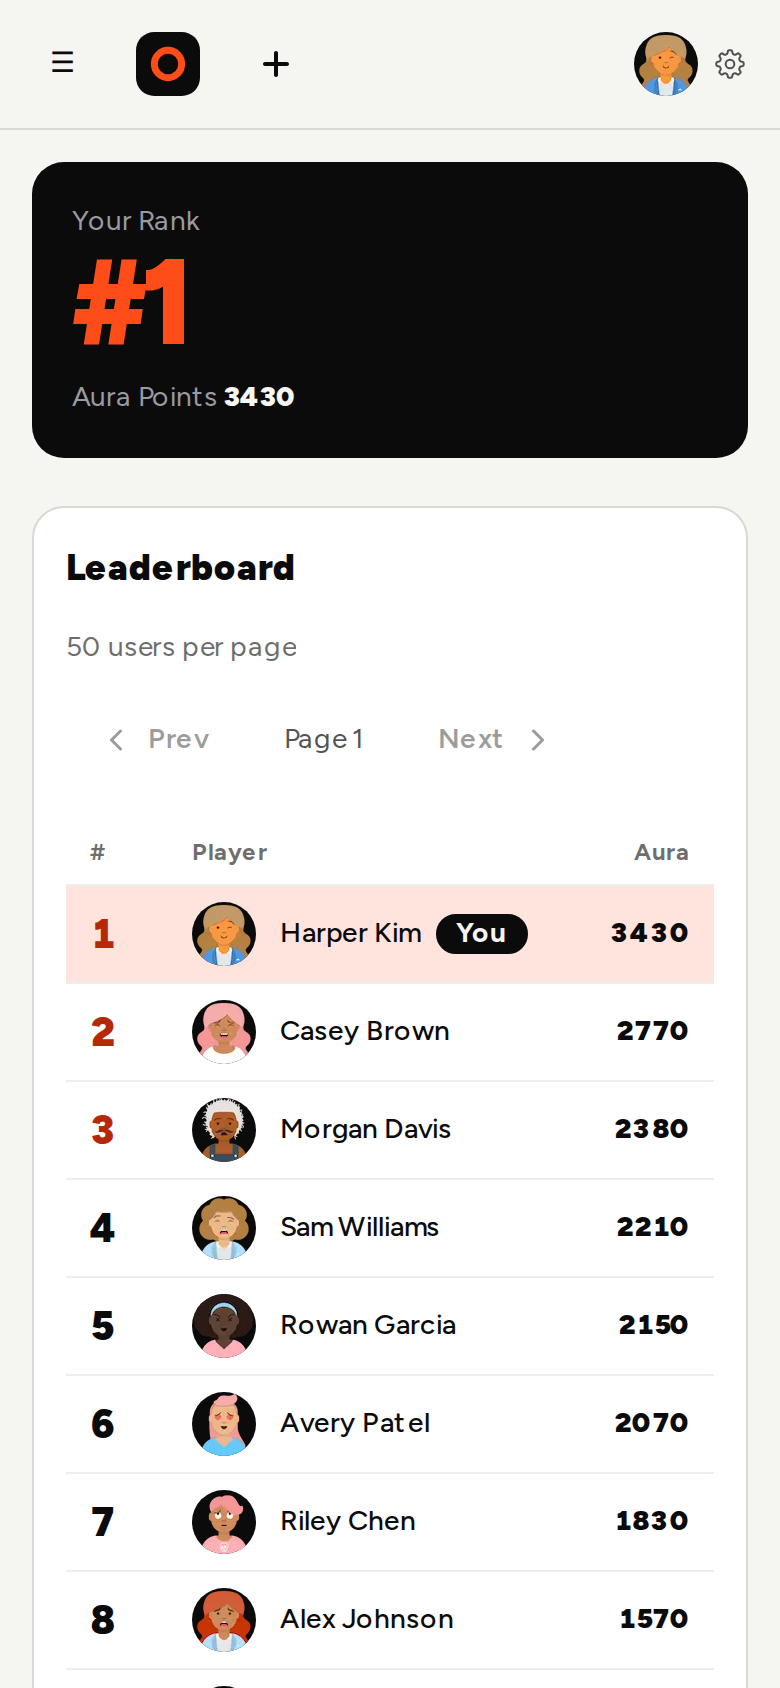 Your Rank
#1
Aura Points 3430
Leaderboard
50 users per page
Prev Page 1 Next
# Player Aura
1 Harper Kim You 3430
2 Casey Brown 2770
3 Morgan Davis 2380
4 Sam Williams 2210
5 Rowan Garcia 2150
6 Avery Patel 2070
7 Riley Chen 1830
8 Alex Johnson 1570